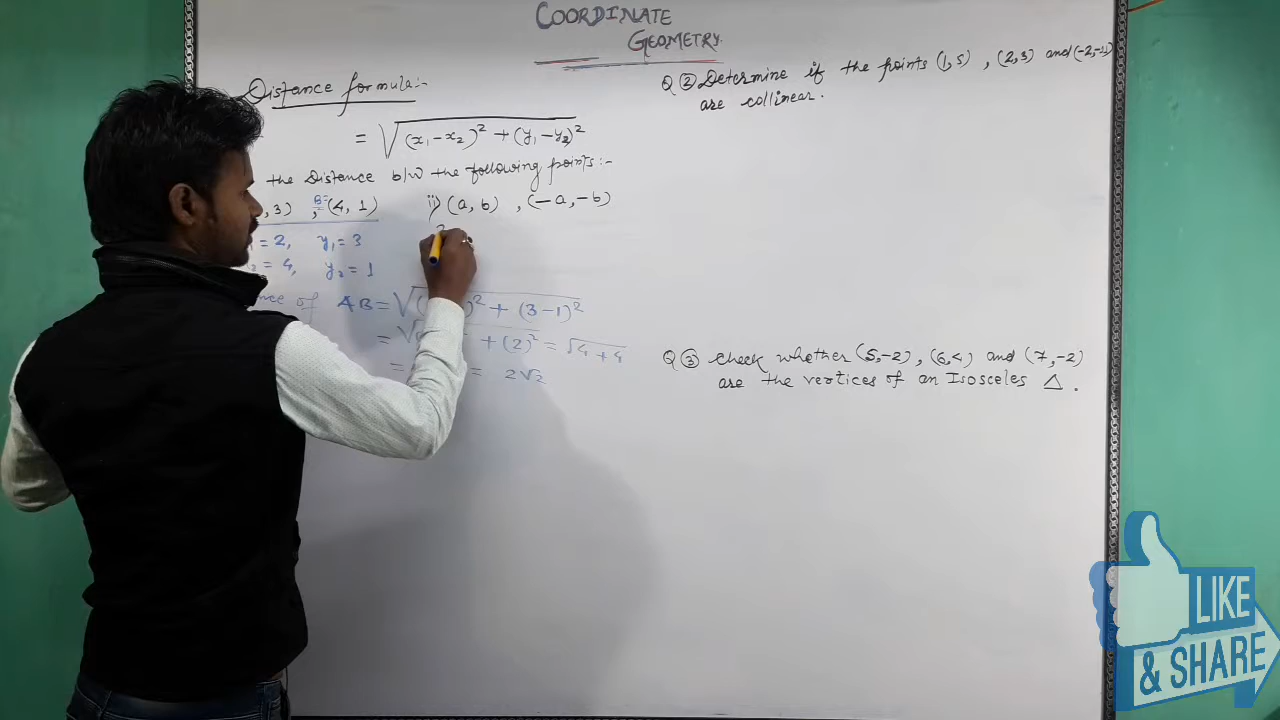 COORDINATE
GEOMETRY
Distance formula:-
= √(x₁-x₂)² + (y₁-y₂)²
the Distance b/w the following points:-
, 3) , B= (4, 1) ii) (a, b) , (-a, -b)
= 2, y₁ = 3
= 4, y₂ = 1
of AB = √( )² + (3-1)²
= √ + (2)² = √4 + 4
= = 2√2
Q ② Determine if the points (1, 5) , (2, 3) and (-2, -11)
are collinear.
Q ③ Check whether (5, -2) , (6, 4) and (7, -2)
are the vertices of an Isosceles △ .
LIKE
& SHARE